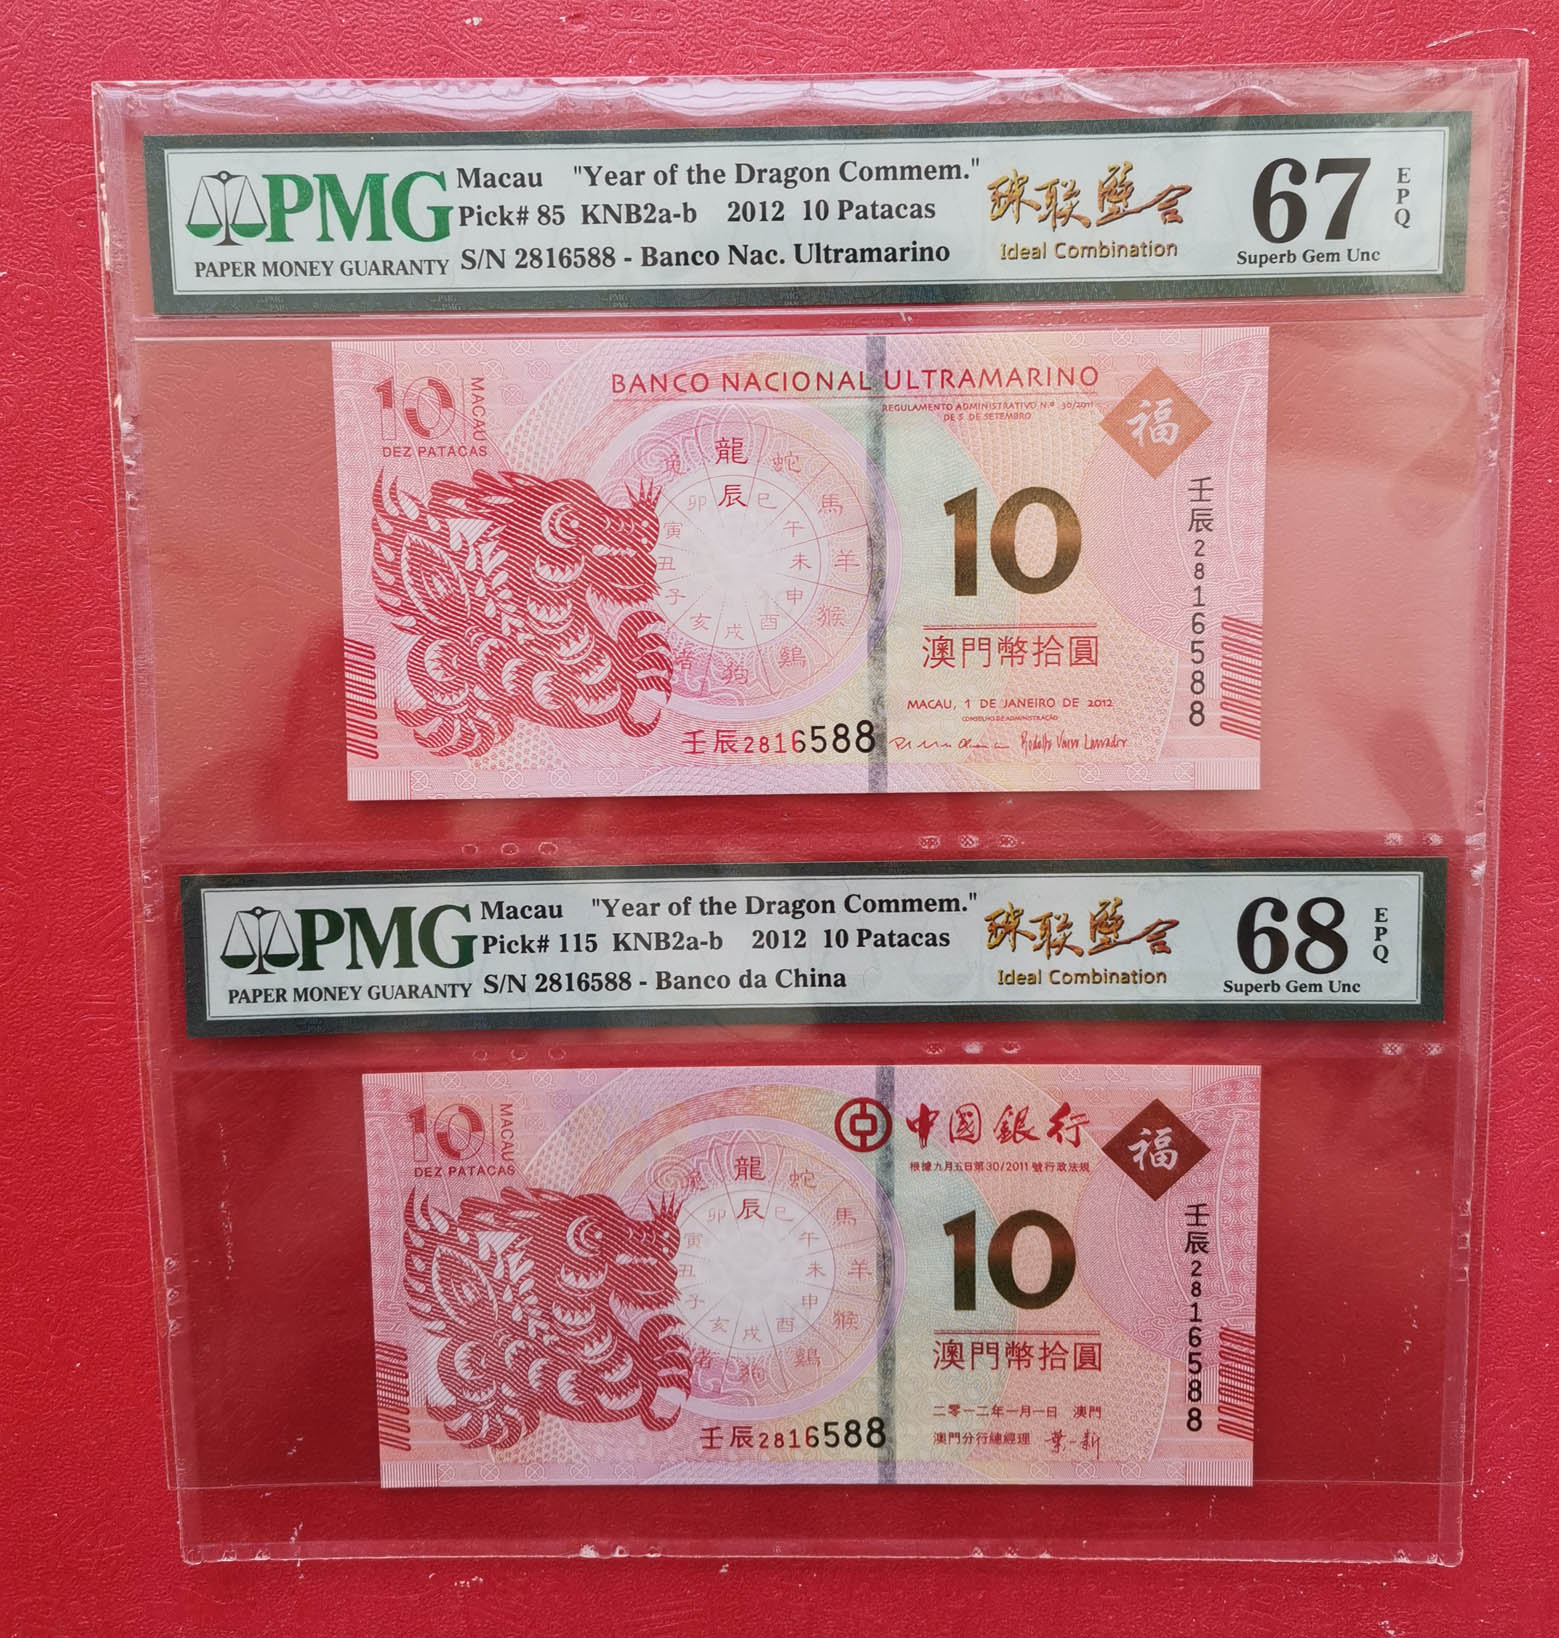 PMG
PAPER MONEY GUARANTY
Macau "Year of the Dragon Commem."
Pick# 85 KNB2a-b 2012 10 Patacas
S/N 2816588 - Banco Nac. Ultramarino
珠联璧合
Ideal Combination
67
EPQ
Superb Gem Unc
10
MACAU
DEZ PATACAS
BANCO NACIONAL ULTRAMARINO
REGULAMENTO ADMINISTRATIVO N.º 30/2011
DE 5 DE SETEMBRO
福
龍 蛇 馬 羊 猴 鷄 狗 豬 兔
辰 巳 午 未 申 酉 戌 亥 子 丑 寅 卯
10
澳門幣拾圓
MACAU, 1 DE JANEIRO DE 2012
CONSELHO DE ADMINISTRAÇÃO
壬辰2816588
壬辰2816588
PMG
PAPER MONEY GUARANTY
Macau "Year of the Dragon Commem."
Pick# 115 KNB2a-b 2012 10 Patacas
S/N 2816588 - Banco da China
珠联璧合
Ideal Combination
68
EPQ
Superb Gem Unc
10
MACAU
DEZ PATACAS
中國銀行
根據九月五日第30/2011號行政法規
福
龍 蛇 馬 羊 猴 鷄 狗 豬 兔
辰 巳 午 未 申 酉 戌 亥 子 丑 寅 卯
10
澳門幣拾圓
二零一二年一月一日 澳門
澳門分行總經理 葉一新
壬辰2816588
壬辰2816588